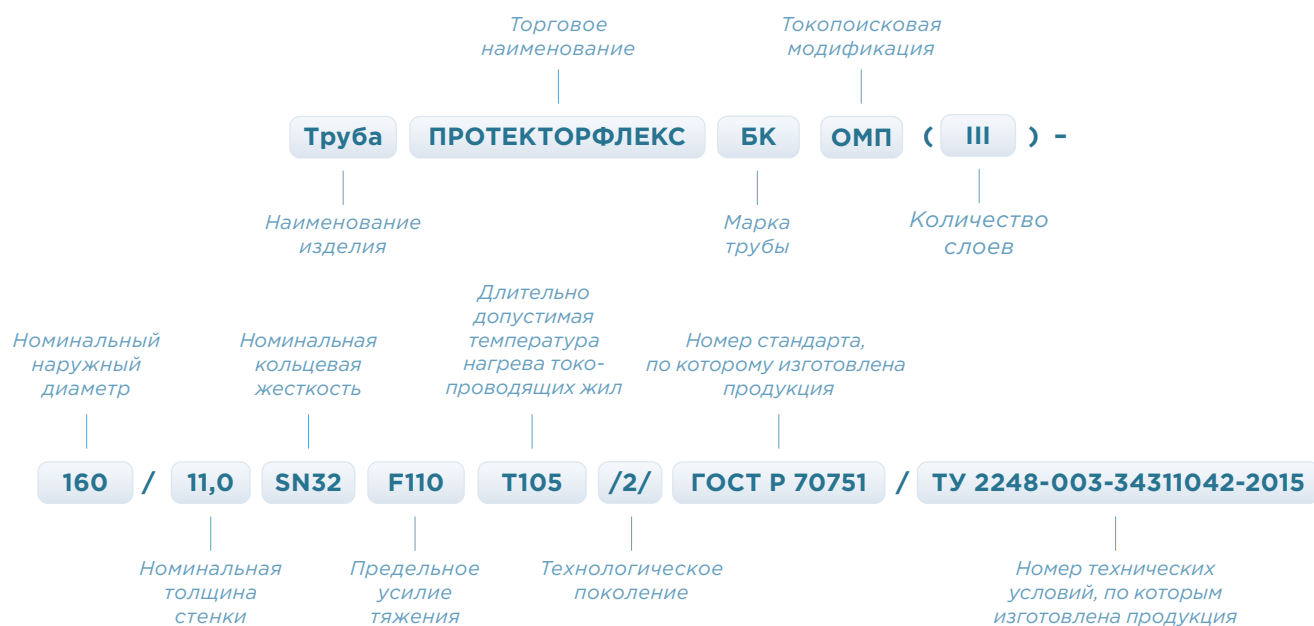 Торговое
наименование
Токопоисковая
модификация
Труба ПРОТЕКТОРФЛЕКС БК ОМП ( III ) –
Наименование
изделия
Марка
трубы
Количество
слоев
Номинальный
наружный
диаметр
Номинальная
кольцевая
жесткость
Длительно
допустимая
температура
нагрева токо-
проводящих жил
Номер стандарта,
по которому изготовлена
продукция
160 / 11,0 SN32 F110 T105 /2/ ГОСТ Р 70751 / ТУ 2248-003-34311042-2015
Номинальная
толщина
стенки
Предельное
усилие
тяжения
Технологическое
поколение
Номер технических
условий, по которым
изготовлена продукция